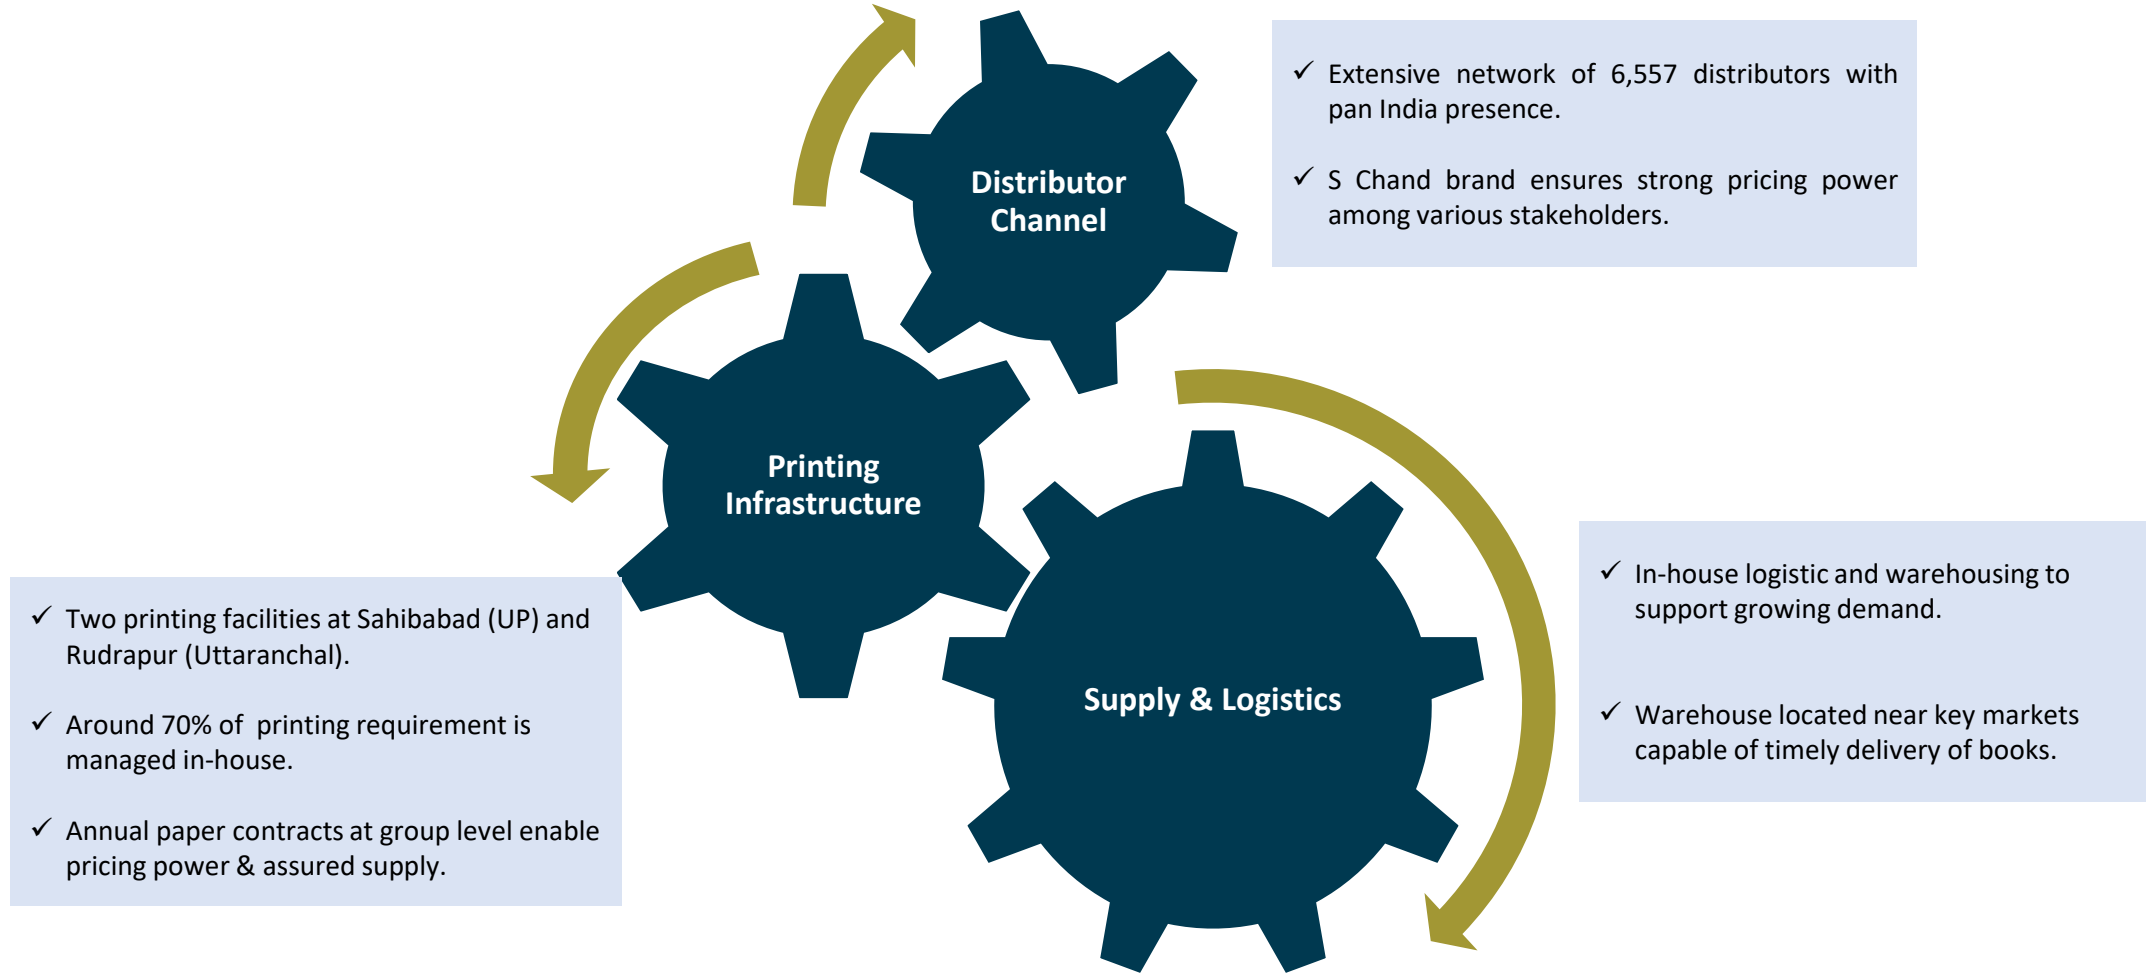 Distributor
Channel
✓ Extensive network of 6,557 distributors with
pan India presence.
✓ S Chand brand ensures strong pricing power
among various stakeholders.
Printing
Infrastructure
✓ Two printing facilities at Sahibabad (UP) and
Rudrapur (Uttaranchal).
✓ Around 70% of  printing requirement is
managed in-house.
✓ Annual paper contracts at group level enable
pricing power & assured supply.
Supply & Logistics
✓ In-house logistic and warehousing to
support growing demand.
✓ Warehouse located near key markets
capable of timely delivery of books.